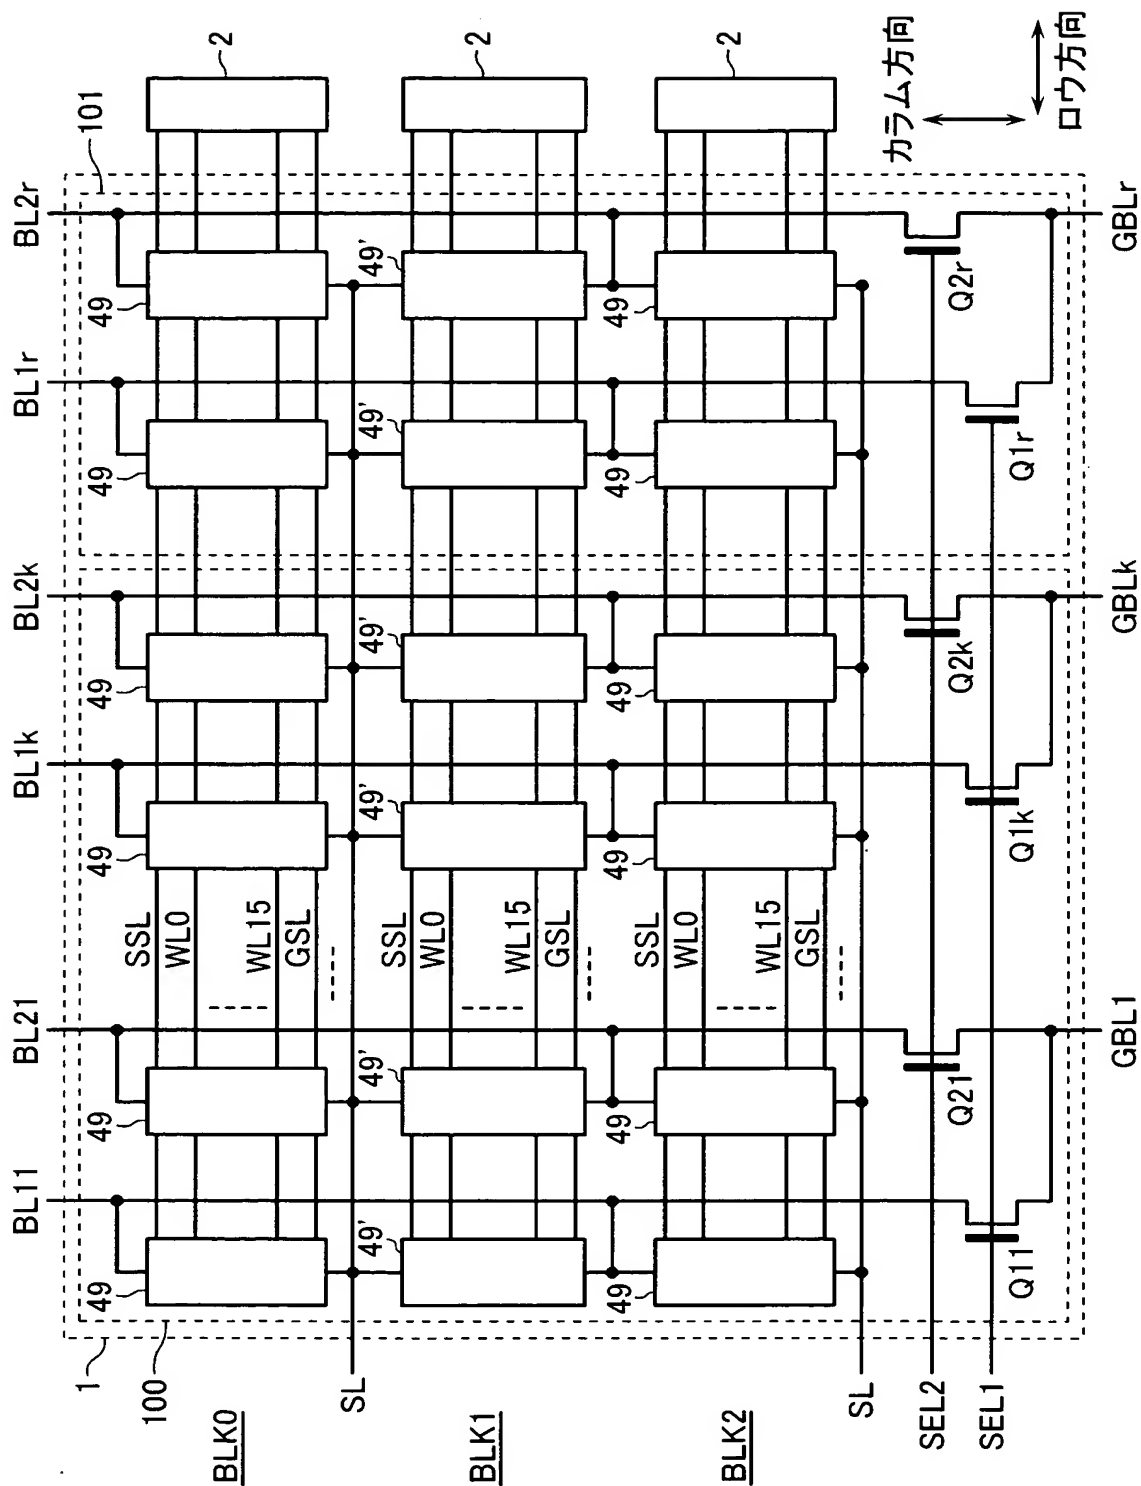 BL11
BL21
BL1k
BL2k
BL1r
BL2r
1
100
101
BLK0
49
49
49
49
49
49
2
SSL
WL0
WL15
GSL
SL
BLK1
49'
49'
49'
49'
49'
49'
2
SSL
WL0
WL15
GSL
BLK2
49
49
49
49
49
49
2
SSL
WL0
WL15
GSL
SL
SEL2
SEL1
Q11
Q21
Q1k
Q2k
Q1r
Q2r
GBL1
GBLk
GBLr
カラム方向
ロウ方向